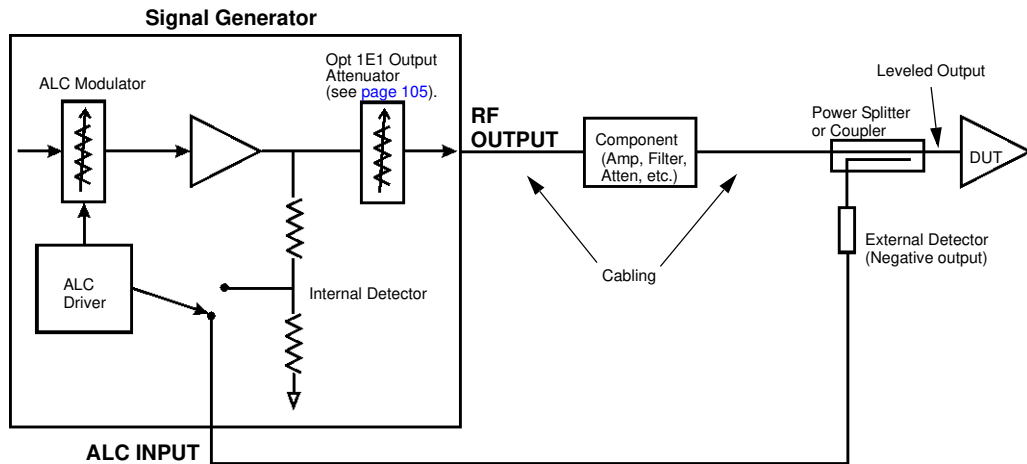 Signal Generator
ALC Modulator
Opt 1E1 Output
Attenuator
(see page 105).
RF
OUTPUT
Component
(Amp, Filter,
Atten, etc.)
Leveled Output
Power Splitter
or Coupler
DUT
External Detector
(Negative output)
Cabling
ALC
Driver
Internal Detector
ALC INPUT